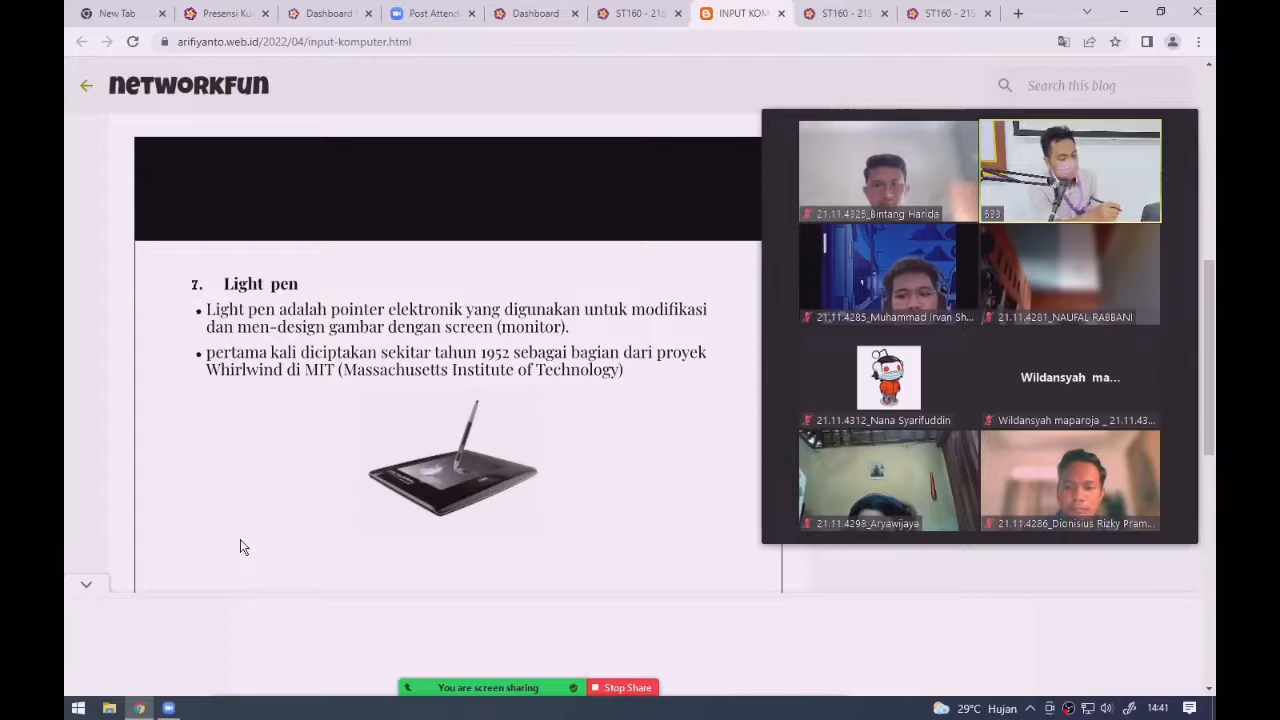 New Tab
Presensi Ku
Dashboard
Post Attend
Dashboard
ST160 - 21S
INPUT KOM
ST160 - 21S
ST160 - 21S
arifiyanto.web.id/2022/04/input-komputer.html
NETWORKFUN
Search this blog
7. Light pen
• Light pen adalah pointer elektronik yang digunakan untuk modifikasi
dan men-design gambar dengan screen (monitor).
• pertama kali diciptakan sekitar tahun 1952 sebagai bagian dari proyek
Whirlwind di MIT (Massachusetts Institute of Technology)
21.11.4325_Bintang Harida
533
21.11.4285_Muhammad Irvan Sh...
21.11.4281_NAUFAL RABBANI
Wildansyah ma...
21.11.4312_Nana Syarifuddin
Wildansyah maparoja _ 21.11.43...
21.11.4298_Aryawijaya
21.11.4286_Dionisius Rizky Pram...
You are screen sharing
Stop Share
29°C Hujan
14:41